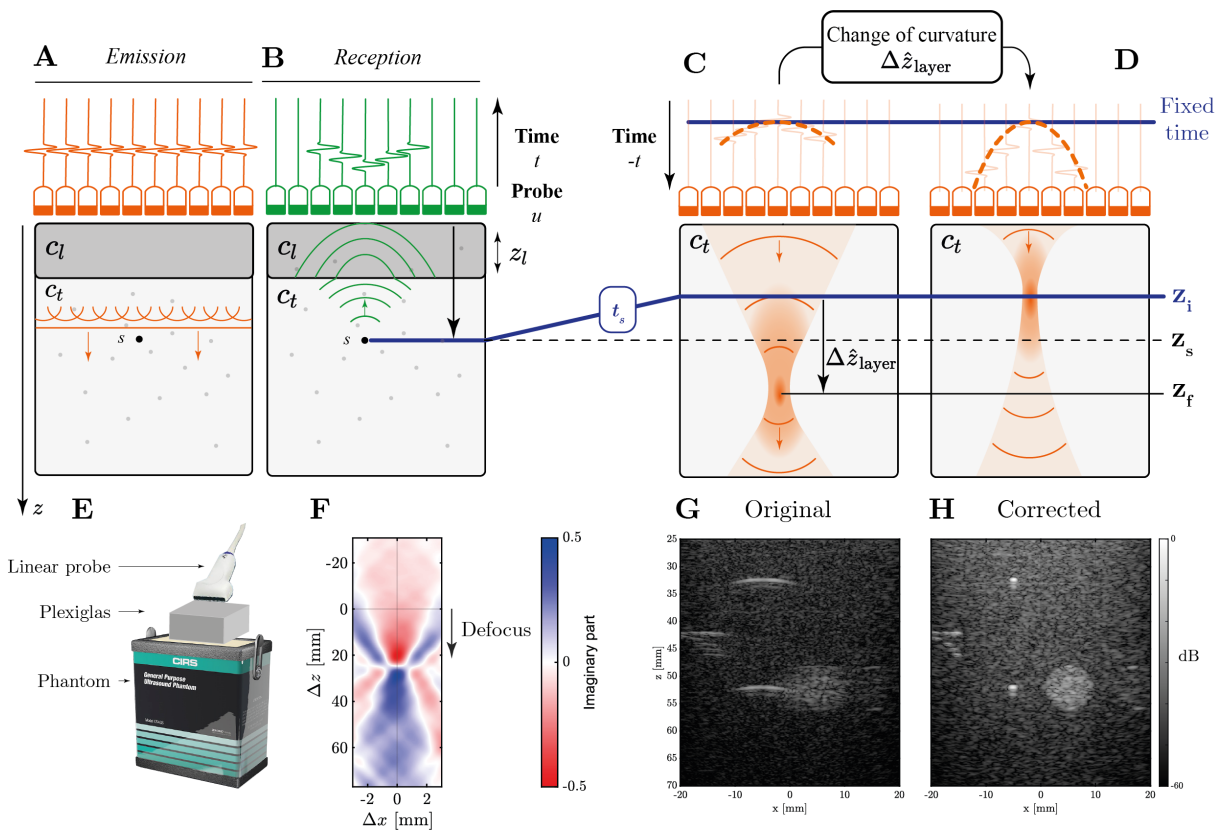 Change of curvature
Δẑlayer
A Emission
B Reception
C
D
Time
t
Probe
u
Time
-t
Fixed
time
cl
cl
zl
ct
ct
ct
ct
s
s
ts
zi
zs
zf
Δẑlayer
z
E
Linear probe
Plexiglas
Phantom
CIRS
General Purpose
Ultrasound Phantom
F
-20
0
20
40
60
Δz [mm]
-2 0 2
Δx [mm]
Defocus
0.5
0
-0.5
Imaginary part
G Original
25
30
35
40
45
50
55
60
65
70
z [mm]
-20 -10 0 10 20
x [mm]
H Corrected
-20 -10 0 10 20
x [mm]
0
dB
-60